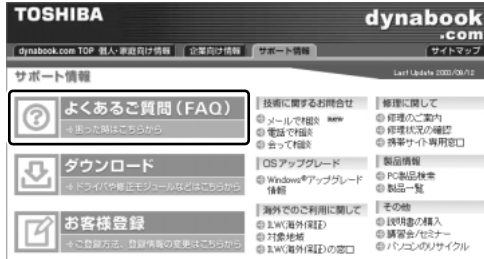 TOSHIBA
dynabook
.com
dynabook.com TOP 個人・家庭向け情報 企業向け情報 サポート情報 サイトマップ
サポート情報
Last Update 2003/08/12
よくあるご質問(FAQ)
→困った時はこちらから
ダウンロード
→ドライバや修正モジュールなどはこちらから
お客様登録
→ご登録方法、登録情報の変更はこちらから
技術に関するお問合せ
メールで相談 new
電話で相談
会って相談
OSアップグレード
Windows®アップグレード
情報
海外でのご利用に関して
ILW(海外保証)
対象地域
ILW(海外保証)の窓口
修理に関して
修理のご案内
修理状況の確認
携帯サイト専用窓口
製品情報
PC製品検索
製品一覧
その他
説明書の購入
講習会/セミナー
パソコンのリサイクル